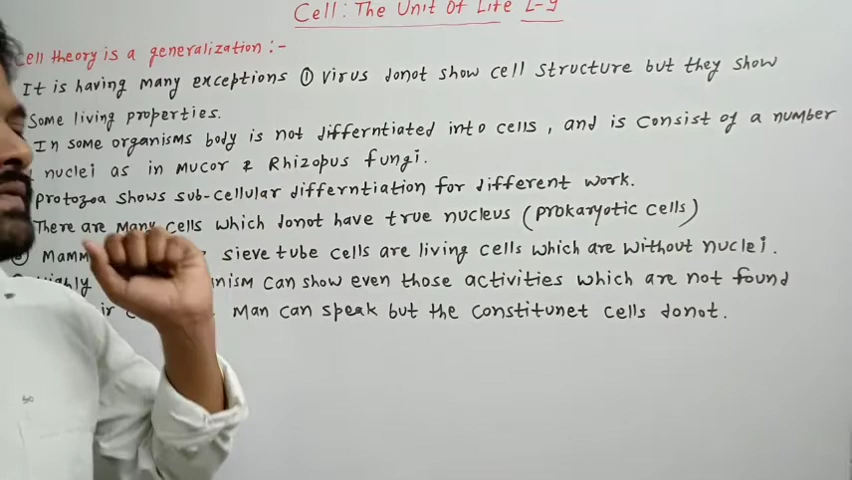 Cell: The Unit of Life L-9
Cell theory is a generalization :-
It is having many exceptions ① Virus donot show cell structure but they show
Some living properties.
In some organisms body is not differntiated into cells, and is consist of a number
nuclei as in Mucor & Rhizopus fungi.
Protozoa shows sub-cellular differntiation for different work.
There are Many cells which donot have true nucleus (Prokaryotic cells)
sieve tube cells are living cells which are without nuclei.
can show even those activities which are not found
Man can speak but the constitunet cells donot.